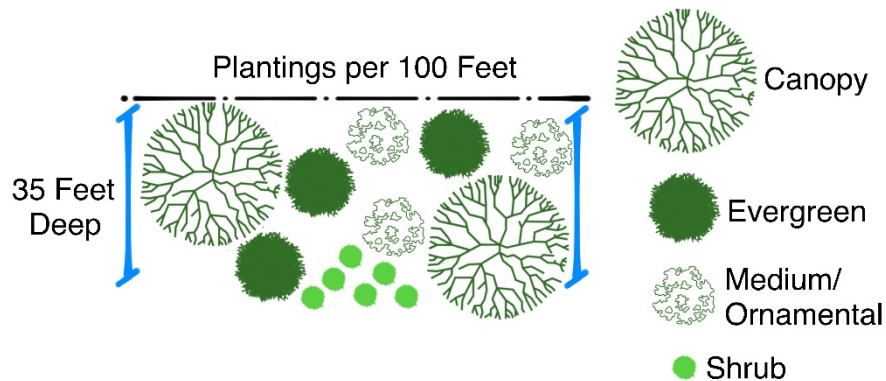 Plantings per 100 Feet
Canopy
35 Feet
Deep
Evergreen
Medium/
Ornamental
Shrub